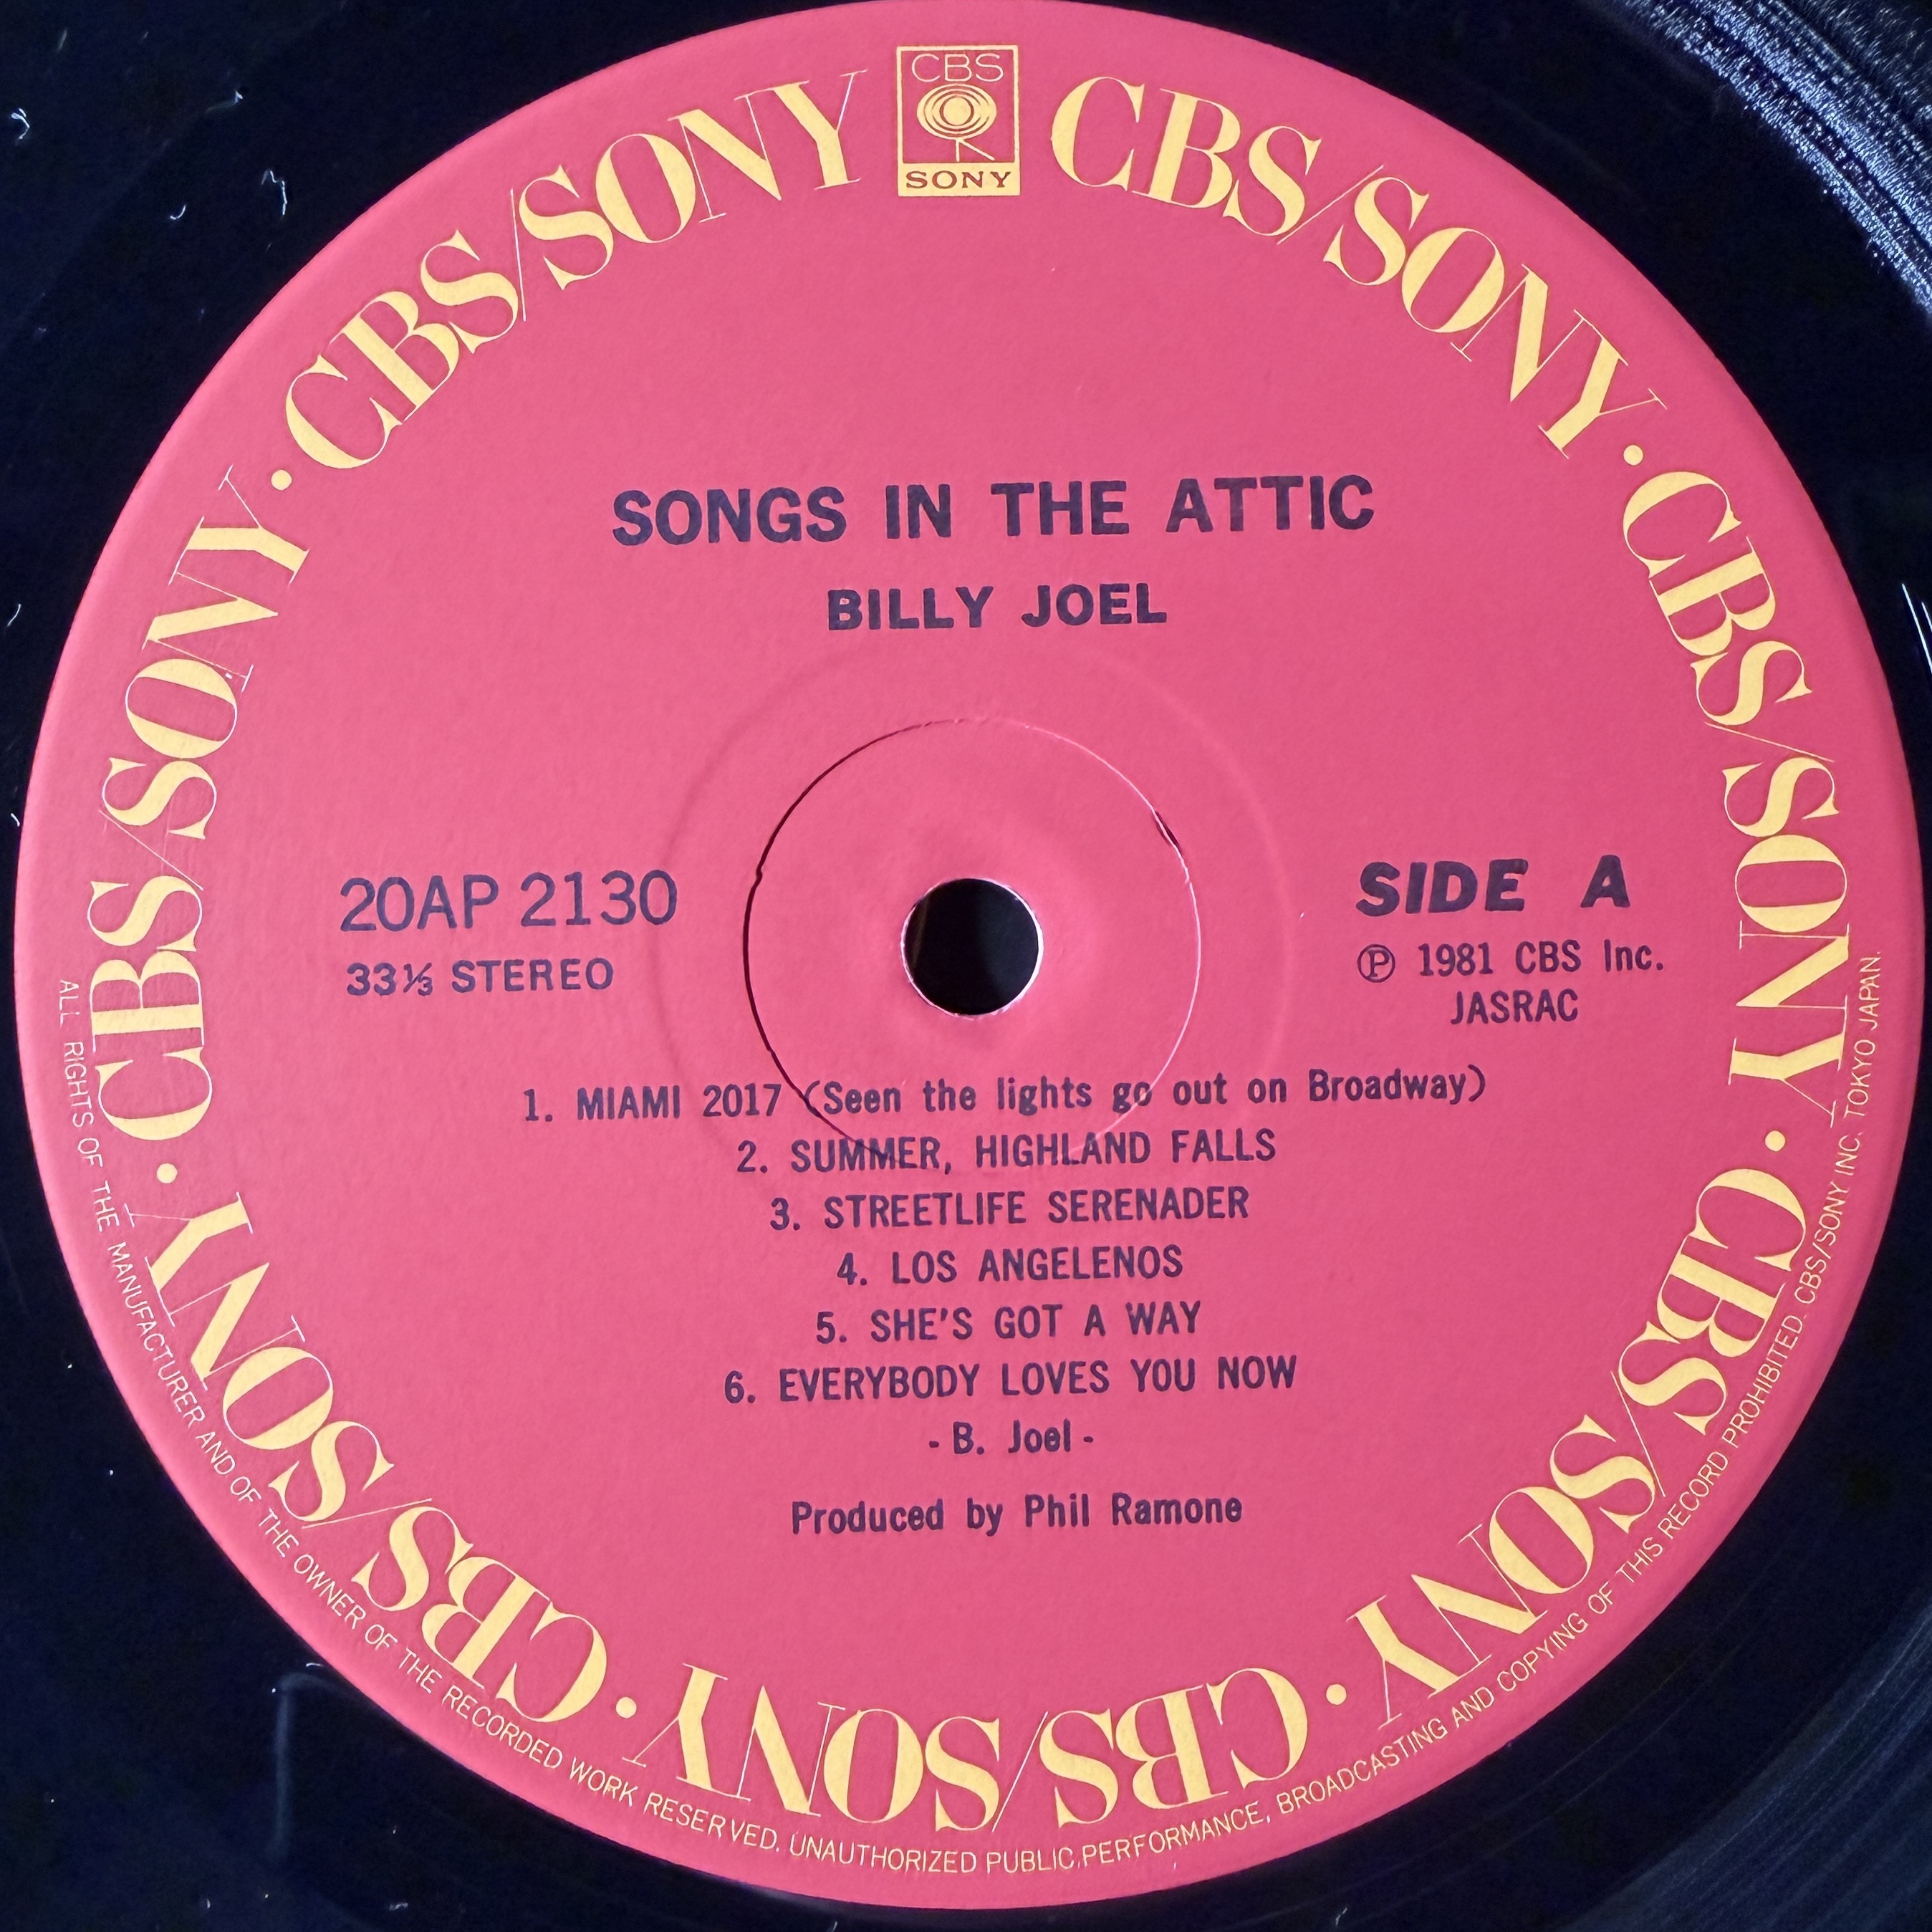 CBS
SONY
CBS/SONY · CBS/SONY · CBS/SONY · CBS/SONY · CBS/SONY · CBS/SONY · CBS/SONY
SONGS IN THE ATTIC
BILLY JOEL
20AP 2130
33⅓ STEREO
SIDE A
Ⓟ 1981 CBS Inc.
JASRAC
1. MIAMI 2017 (Seen the lights go out on Broadway)
2. SUMMER, HIGHLAND FALLS
3. STREETLIFE SERENADER
4. LOS ANGELENOS
5. SHE'S GOT A WAY
6. EVERYBODY LOVES YOU NOW
- B. Joel -
Produced by Phil Ramone
ALL RIGHTS OF THE MANUFACTURER AND OF THE OWNER OF THE RECORDED WORK RESERVED. UNAUTHORIZED PUBLIC PERFORMANCE, BROADCASTING AND COPYING OF THIS RECORD PROHIBITED. CBS/SONY INC. TOKYO JAPAN.